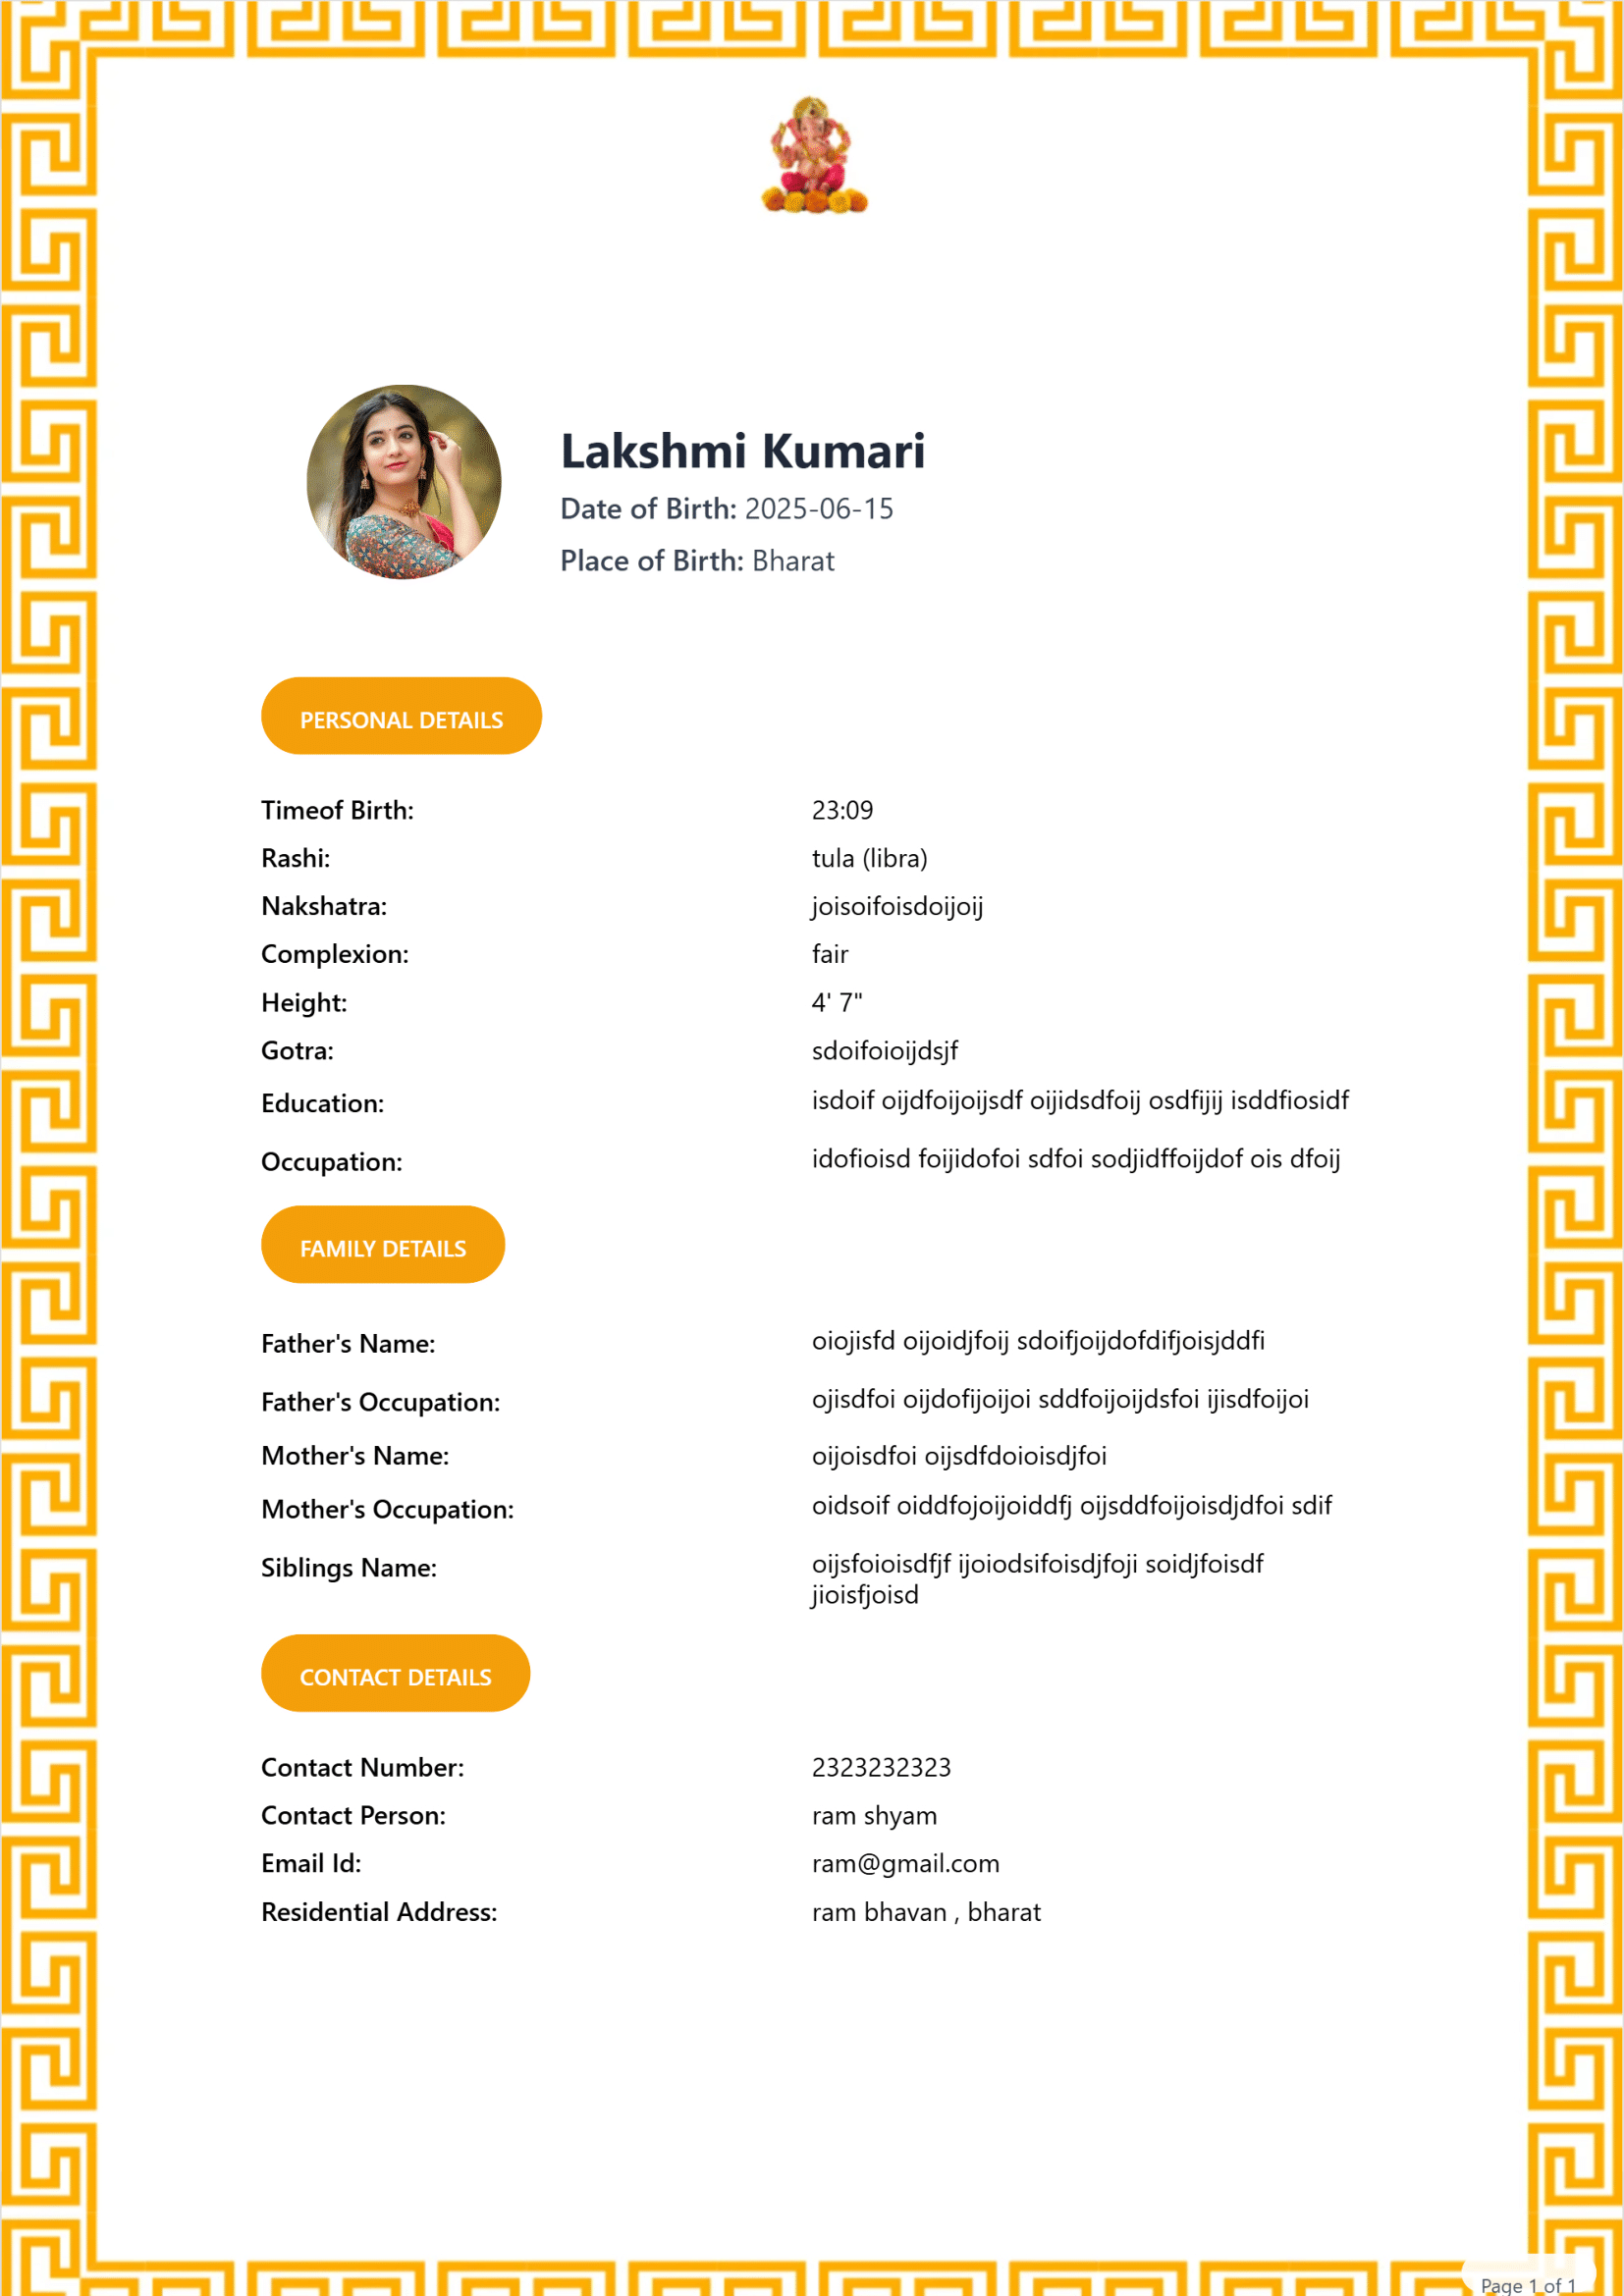 Lakshmi Kumari
Date of Birth: 2025-06-15
Place of Birth: Bharat
PERSONAL DETAILS
Timeof Birth: 23:09
Rashi: tula (libra)
Nakshatra: joisoifoisdoijoij
Complexion: fair
Height: 4' 7"
Gotra: sdoifoioijdsjf
Education: isdoif oijdfoijoijsdf oijidsdfoij osdfijij isddfiosidf
Occupation: idofioisd foijidofoi sdfoi sodjidffoijdof ois dfoij
FAMILY DETAILS
Father's Name: oiojisfd oijoidjfoij sdoifjoijdofdifjoisjddfi
Father's Occupation: ojisdfoi oijdofijoijoi sddfoijoijdsfoi ijisdfoijoi
Mother's Name: oijoisdfoi oijsdfdoioisdjfoi
Mother's Occupation: oidsoif oiddfojoijoiddfj oijsddfoijoisdjdfoi sdif
Siblings Name: oijsfoioisdfjf ijoiodsifoisdjfoji soidjfoisdf
jioisfjoisd
CONTACT DETAILS
Contact Number: 2323232323
Contact Person: ram shyam
Email Id: ram@gmail.com
Residential Address: ram bhavan , bharat
Page 1 of 1